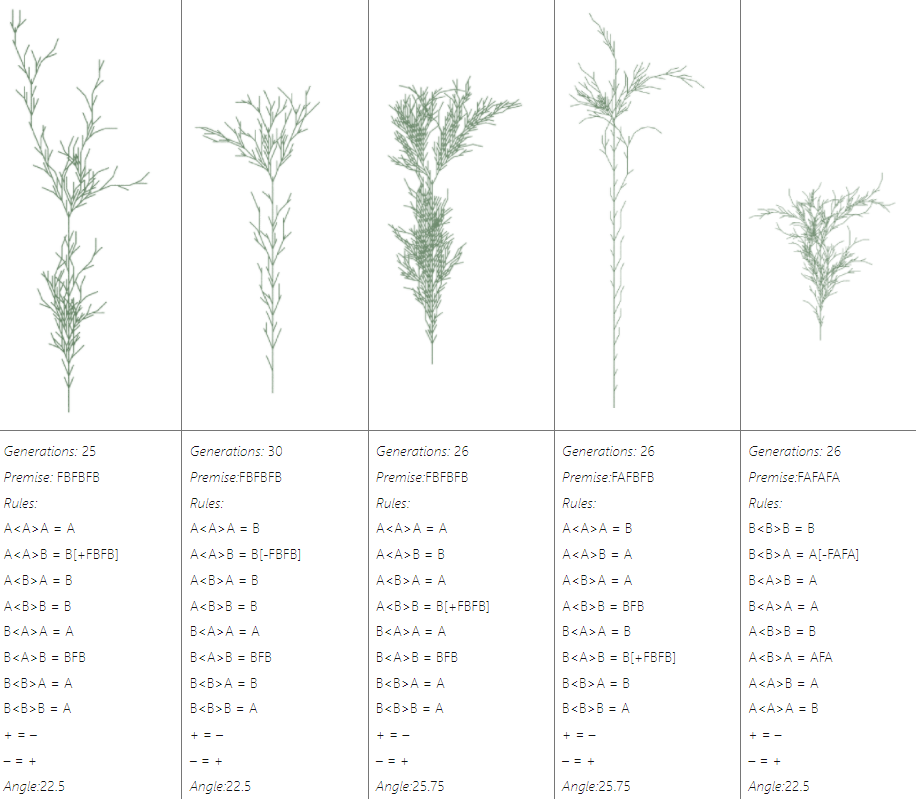 Generations: 25
Premise: FBFBFB
Rules:
A<A>A = A
A<A>B = B[+FBFB]
A<B>A = B
A<B>B = B
B<A>A = A
B<A>B = BFB
B<B>A = A
B<B>B = A
+ = –
– = +
Angle:22.5
Generations: 30
Premise:FBFBFB
Rules:
A<A>A = B
A<A>B = B[-FBFB]
A<B>A = B
A<B>B = B
B<A>A = A
B<A>B = BFB
B<B>A = B
B<B>B = A
+ = –
– = +
Angle:22.5
Generations: 26
Premise:FBFBFB
Rules:
A<A>A = A
A<A>B = B
A<B>A = A
A<B>B = B[+FBFB]
B<A>A = A
B<A>B = BFB
B<B>A = A
B<B>B = A
+ = –
– = +
Angle:25.75
Generations: 26
Premise:FAFBFB
Rules:
A<A>A = B
A<A>B = A
A<B>A = A
A<B>B = BFB
B<A>A = B
B<A>B = B[+FBFB]
B<B>A = B
B<B>B = A
+ = –
– = +
Angle:25.75
Generations: 26
Premise:FAFAFA
Rules:
B<B>B = B
B<B>A = A[-FAFA]
B<A>B = A
B<A>A = A
A<B>B = B
A<B>A = AFA
A<A>B = A
A<A>A = B
+ = –
– = +
Angle:22.5